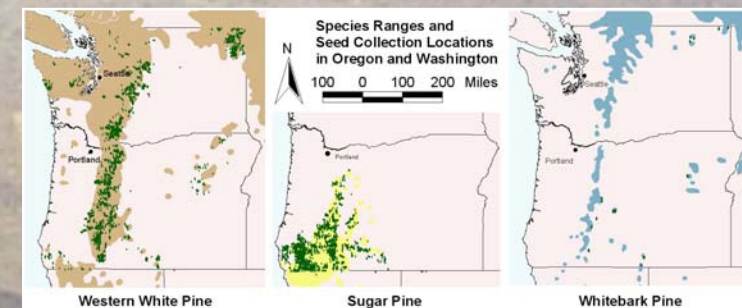 Species Ranges and
Seed Collection Locations
in Oregon and Washington
N
100 0 100 200 Miles
Seattle
Portland
Western White Pine
Portland
Sugar Pine
Seattle
Portland
Whitebark Pine